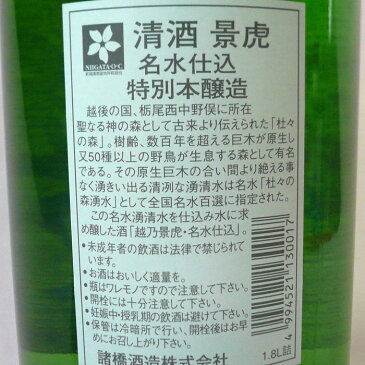 NIIGATA·O·C
清酒 景虎
名水仕込
特別本醸造
越後の国、栃尾西中野俣に所在
聖なる神の森として古来より伝えられた「杜々
の森」。樹齢、数百年を超える巨木が原生し
又50種以上の野鳥が生息する森として有名
である。その原生巨木の合い間より絶える事
なく湧きい出る清冽な湧清水は名水「杜々の
森湧水」として全国名水百選に指定された。
この名水湧清水を仕込み水に求
め醸した酒「越乃景虎・名水仕込」。
●未成年者の飲酒は法律で禁じられて
います。
●お酒はおいしく適量を。
●瓶はワレモノですので注意して下さい。
●開栓には十分注意して下さい。
●妊娠中・授乳期の飲酒は避けて下さい。
●保管は冷暗所で行い、開栓後はお早
めにお召し上がり下さい。
諸橋酒造株式会社
1.8L詰
4 994521 130017